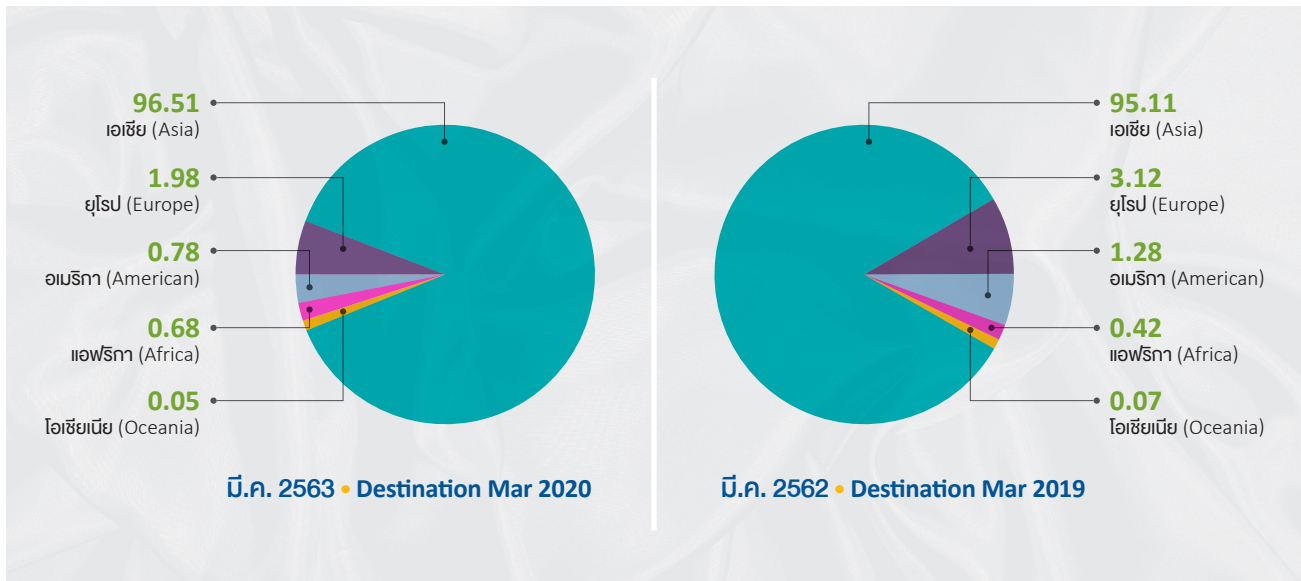 96.51
เอเชีย (Asia)
1.98
ยุโรป (Europe)
0.78
อเมริกา (American)
0.68
แอฟริกา (Africa)
0.05
โอเชียเนีย (Oceania)
มี.ค. 2563 • Destination Mar 2020
95.11
เอเชีย (Asia)
3.12
ยุโรป (Europe)
1.28
อเมริกา (American)
0.42
แอฟริกา (Africa)
0.07
โอเชียเนีย (Oceania)
มี.ค. 2562 • Destination Mar 2019